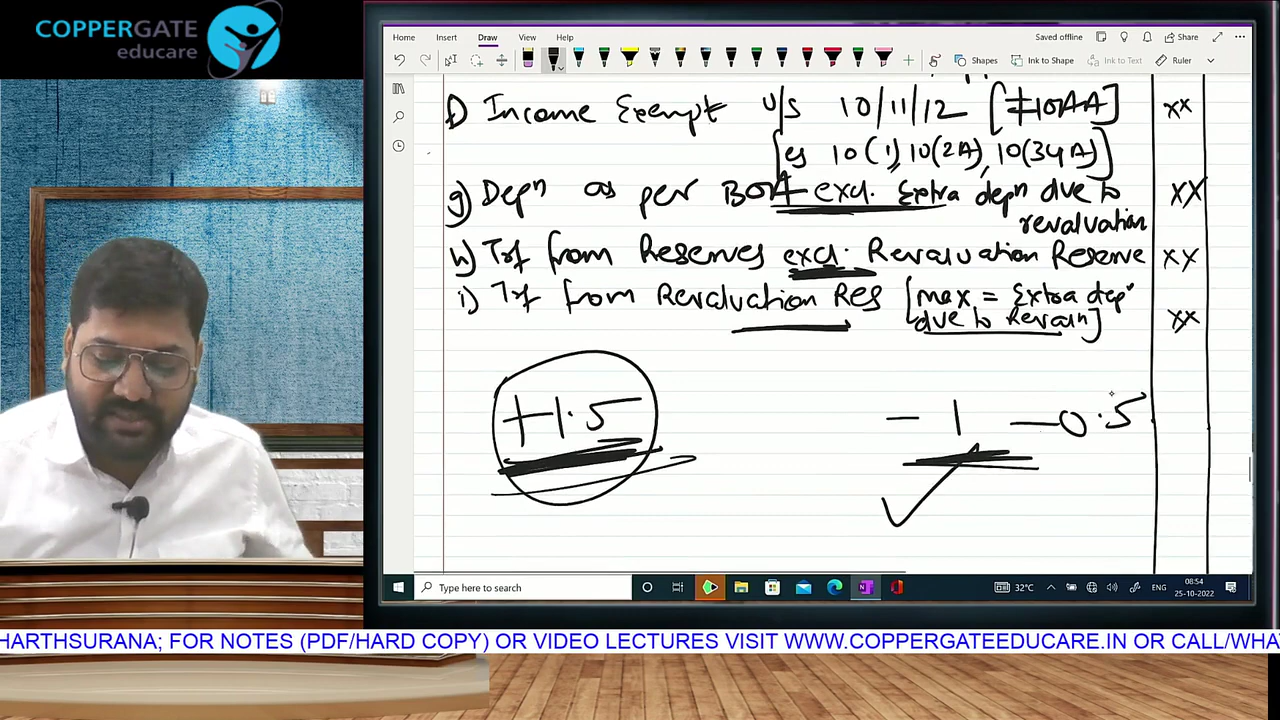 COPPERGATE
educare
Home Insert Draw View Help
Saved offline
Share
Shapes Ink to Shape Ink to Text Ruler
f) Income Exempt u/s 10/11/12 [≠10AA] xx
[eg 10(1), 10(2A), 10(34A)]
g) Depn as per BOA excl. Extra depn due to revaluation xx
h) Trf from Reserves excl. Revaluation Reserve xx
i) Trf from Revaluation Res [max = Extra depn
due to Revaln] xx
+1.5 - 1 - 0.5
Type here to search
32°C
ENG
08:54
25-10-2022
HARTHSURANA; FOR NOTES (PDF/HARD COPY) OR VIDEO LECTURES VISIT WWW.COPPERGATEEDUCARE.IN OR CALL/WHA